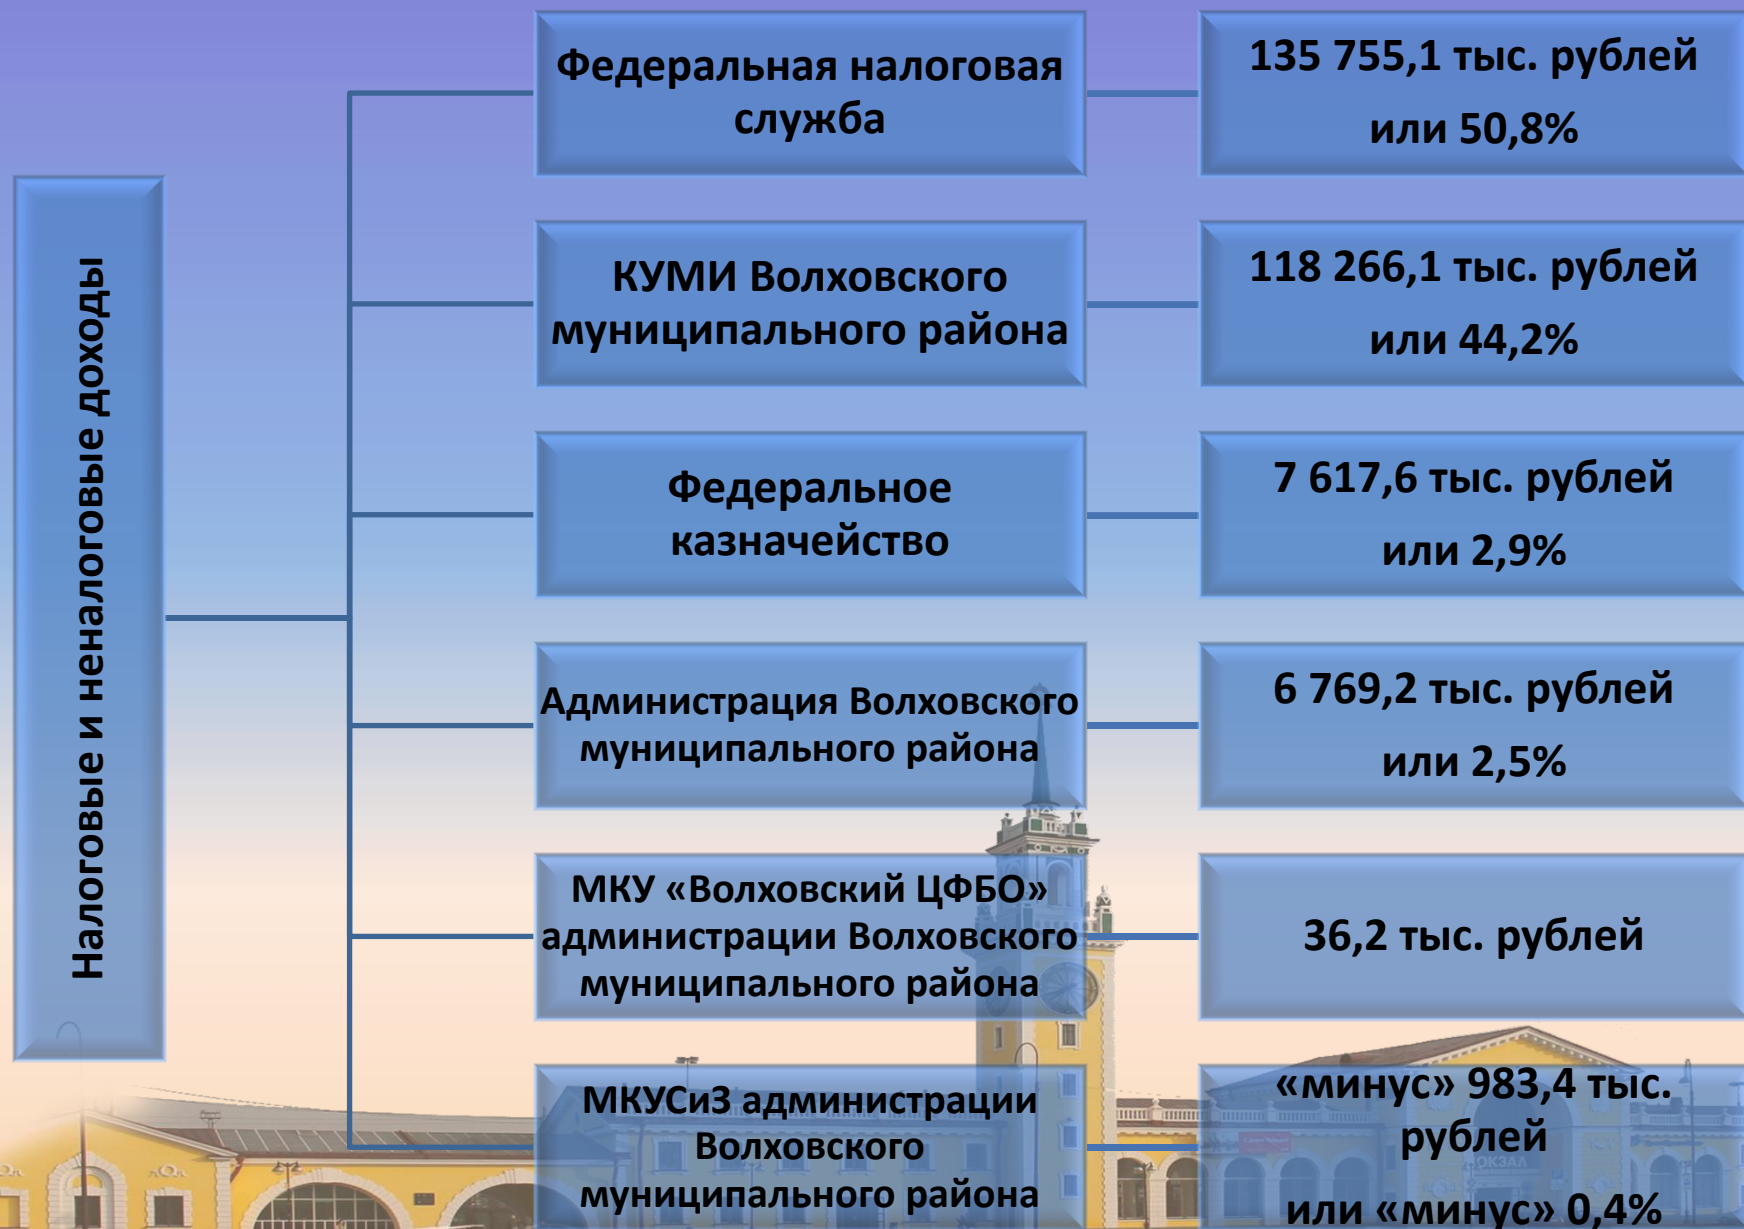 Налоговые и неналоговые доходы
Федеральная налоговая
служба
135 755,1 тыс. рублей
или 50,8%
КУМИ Волховского
муниципального района
118 266,1 тыс. рублей
или 44,2%
Федеральное
казначейство
7 617,6 тыс. рублей
или 2,9%
Администрация Волховского
муниципального района
6 769,2 тыс. рублей
или 2,5%
МКУ «Волховский ЦФБО»
администрации Волховского
муниципального района
36,2 тыс. рублей
МКУСиЗ администрации
Волховского
муниципального района
«минус» 983,4 тыс.
рублей
или «минус» 0,4%